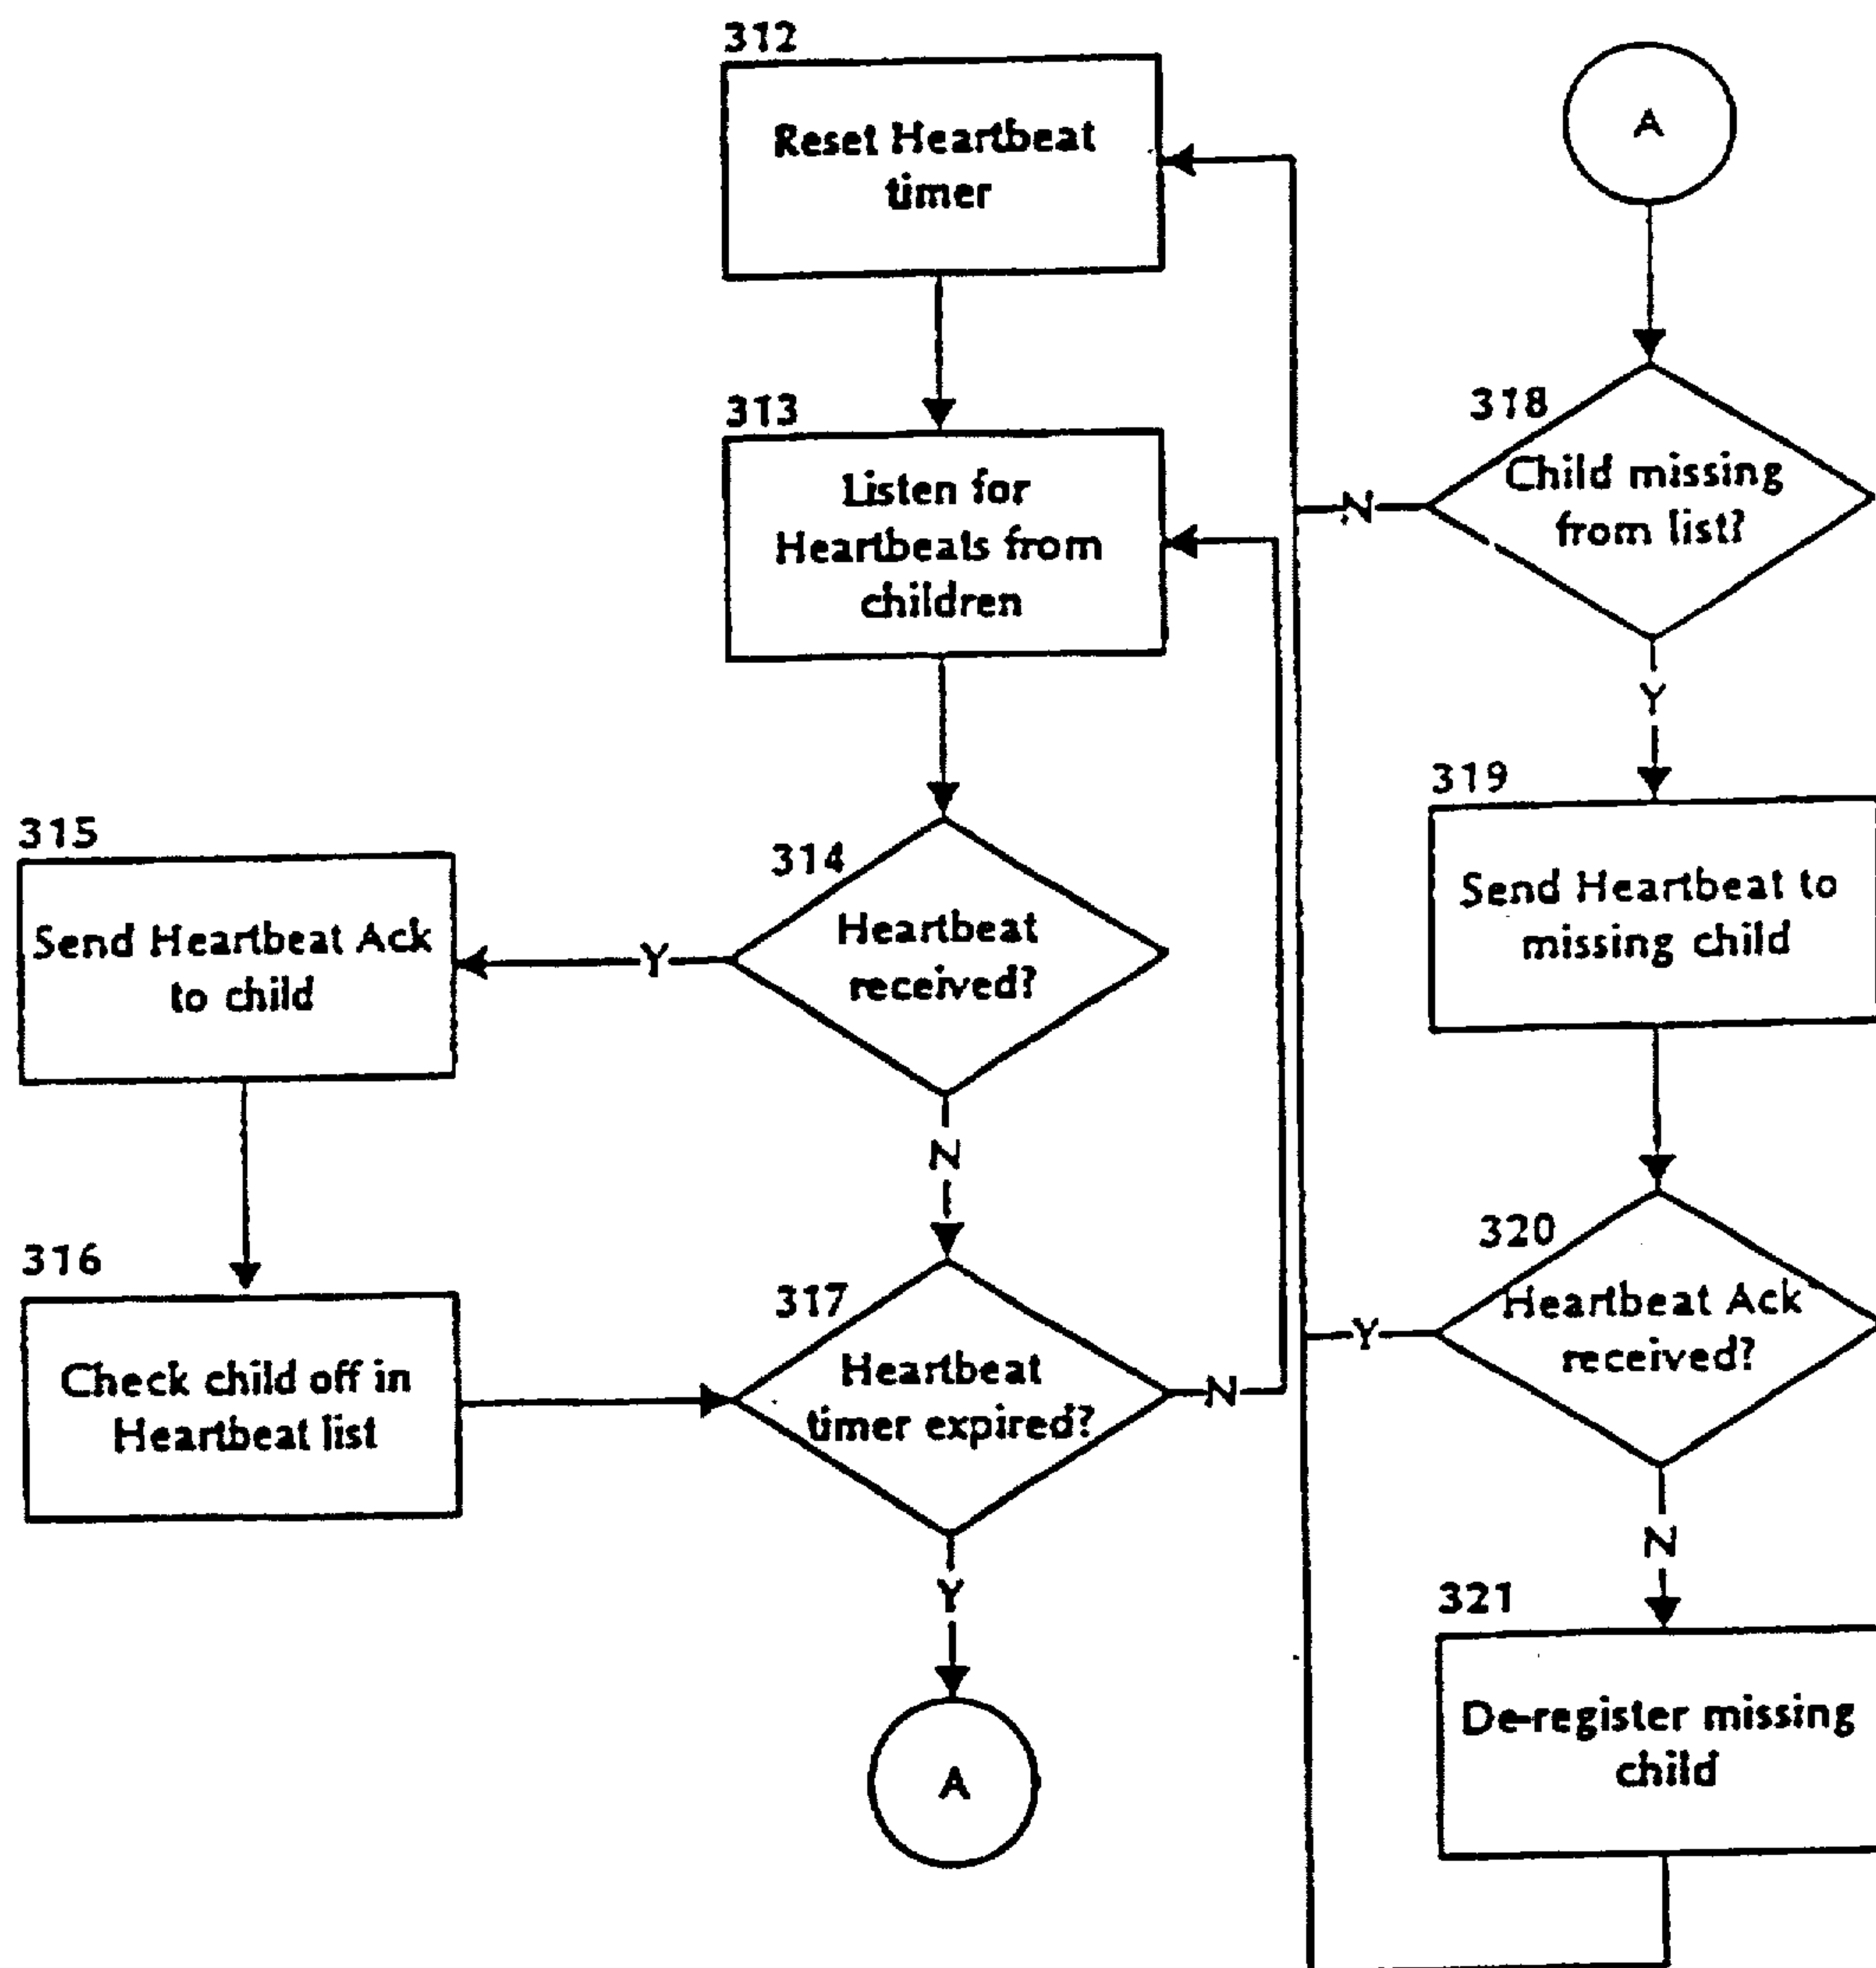 312
Reset Heartbeat
timer
313
Listen for
Heartbeats from
children
314
Heartbeat
received?
Y
N
315
Send Heartbeat Ack
to child
316
Check child off in
Heartbeat list
317
Heartbeat
timer expired?
N
Y
A
A
318
Child missing
from list?
N
Y
319
Send Heartbeat to
missing child
320
Heartbeat Ack
received?
Y
N
321
De-register missing
child